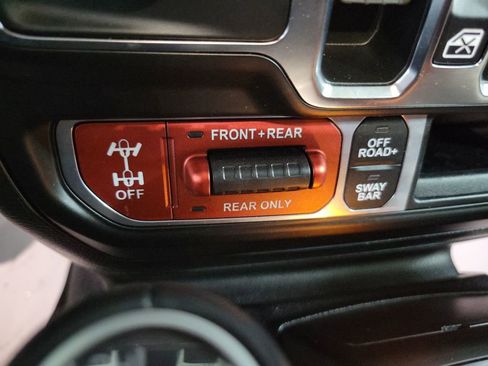 FRONT+REAR
OFF
REAR ONLY
OFF
ROAD+
SWAY
BAR